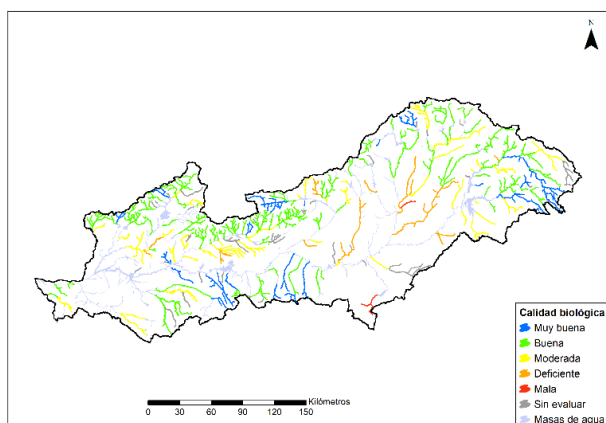 N
Calidad biológica
Muy buena
Buena
Moderada
Deficiente
Mala
Sin evaluar
Masas de agua
Kilómetros
0 30 60 90 120 150